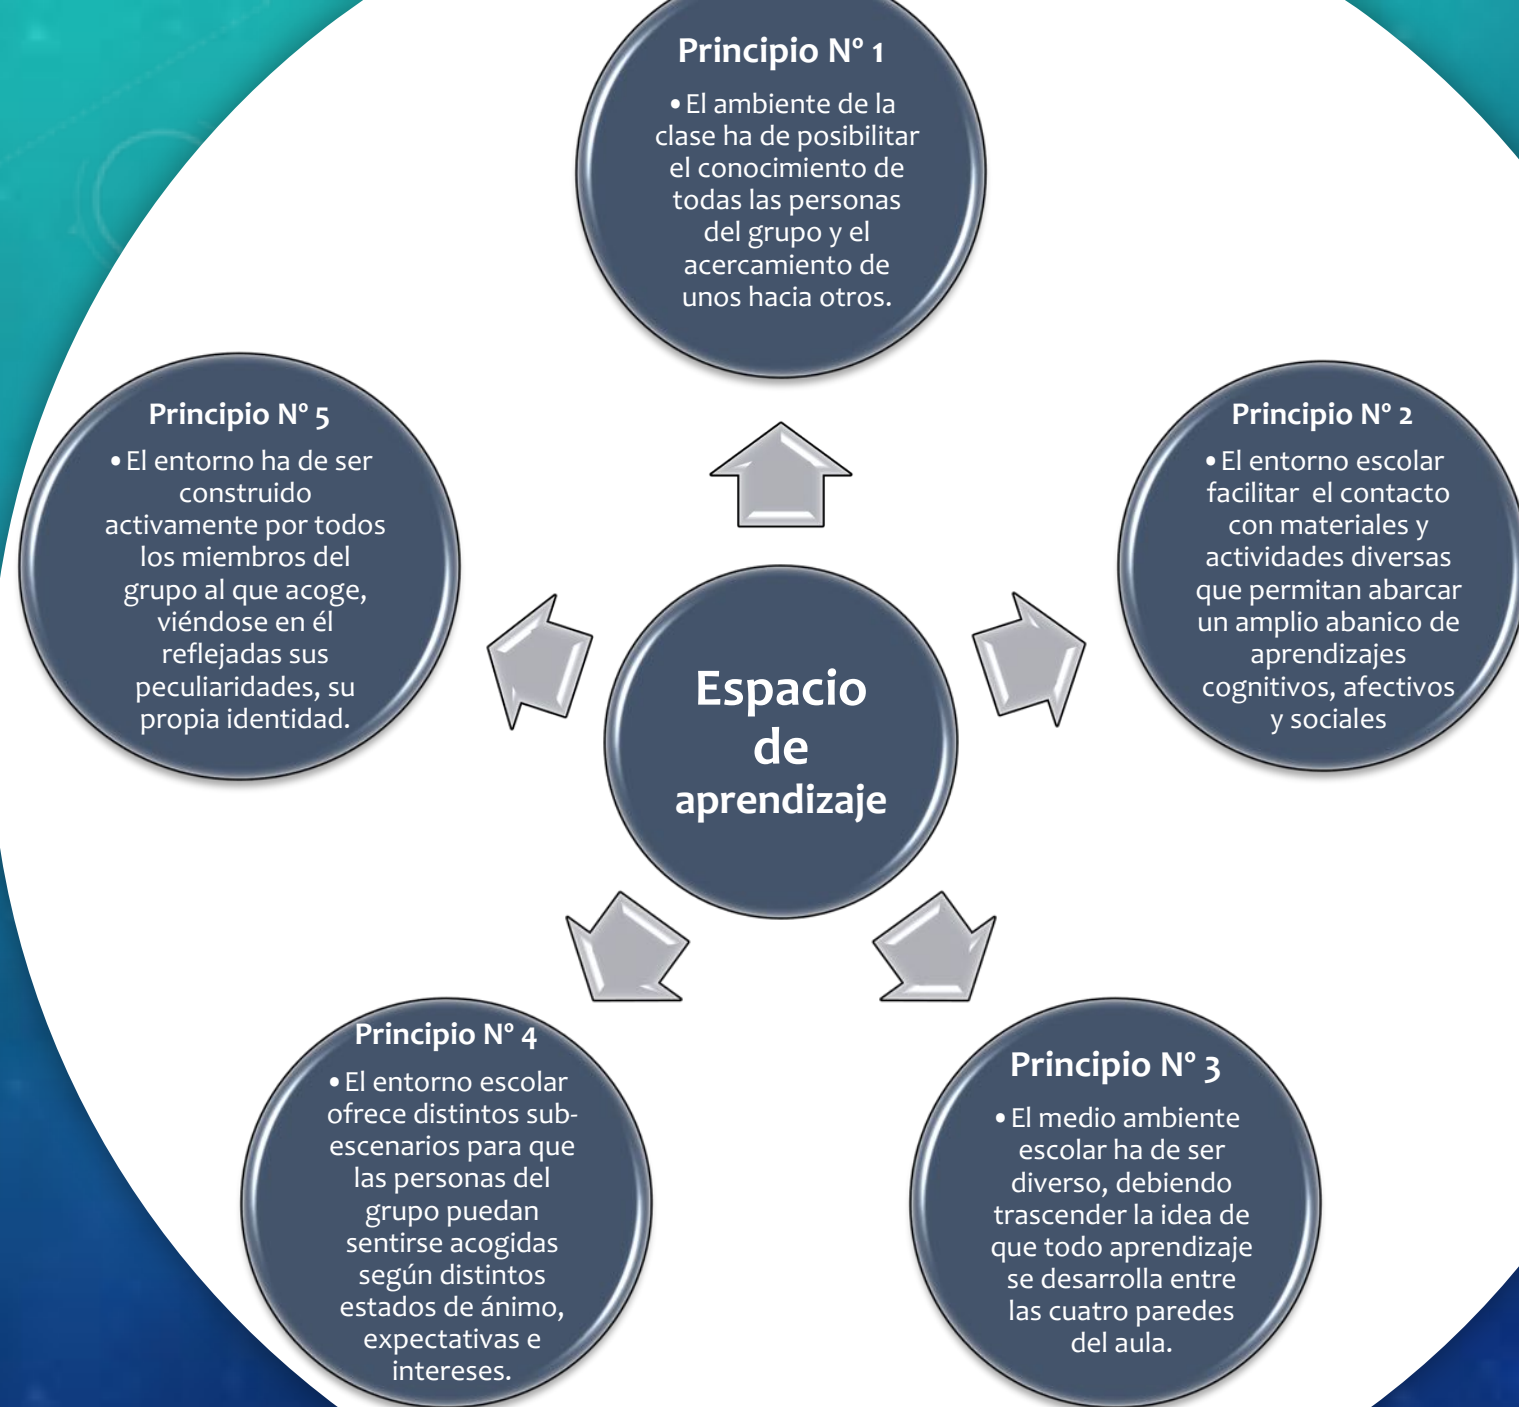 Principio Nº 1
•El ambiente de la
clase ha de posibilitar
el conocimiento de
todas las personas
del grupo y el
acercamiento de
unos hacia otros.
Principio Nº 2
•El entorno escolar
facilitar el contacto
con materiales y
actividades diversas
que permitan abarcar
un amplio abanico de
aprendizajes
cognitivos, afectivos
y sociales
Principio Nº 3
•El medio ambiente
escolar ha de ser
diverso, debiendo
trascender la idea de
que todo aprendizaje
se desarrolla entre
las cuatro paredes
del aula.
Principio Nº 4
•El entorno escolar
ofrece distintos sub-
escenarios para que
las personas del
grupo puedan
sentirse acogidas
según distintos
estados de ánimo,
expectativas e
intereses.
Principio Nº 5
•El entorno ha de ser
construido
activamente por todos
los miembros del
grupo al que acoge,
viéndose en él
reflejadas sus
peculiaridades, su
propia identidad.
Espacio
de
aprendizaje